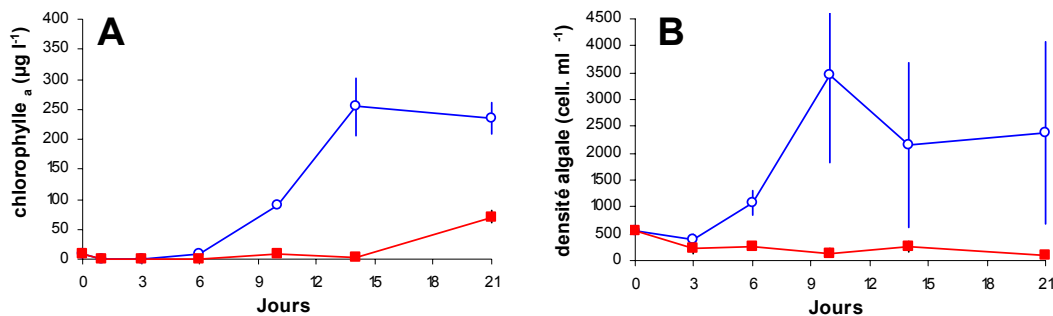 A
chlorophylle a (µg l-1)
400
350
300
250
200
150
100
50
0
0 3 6 9 12 15 18 21
Jours
B
densité algale (cell. ml -1)
4500
4000
3500
3000
2500
2000
1500
1000
500
0
0 3 6 9 12 15 18 21
Jours